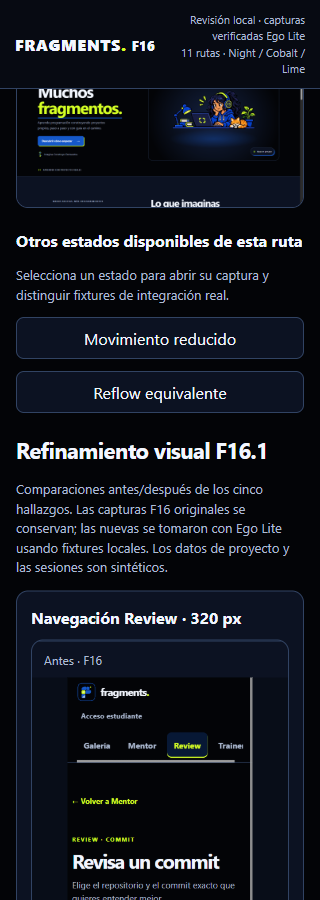 FRAGMENTS. F16
Revisión local · capturas
verificadas Ego Lite
11 rutas · Night / Cobalt /
Lime
Muchos
fragmentos.
Lo que imaginas
Otros estados disponibles de esta ruta
Selecciona un estado para abrir su captura y
distinguir fixtures de integración real.
Movimiento reducido
Reflow equivalente
Refinamiento visual F16.1
Comparaciones antes/después de los cinco
hallazgos. Las capturas F16 originales se
conservan; las nuevas se tomaron con Ego Lite
usando fixtures locales. Los datos de proyecto y
las sesiones son sintéticos.
Navegación Review · 320 px
Antes · F16
fragments.
Acceso estudiante
Galería Mentor Review Trainer
← Volver a Mentor
REVIEW · COMMIT
Revisa un commit
Elige el repositorio y el commit exacto que
quieres entender mejor.